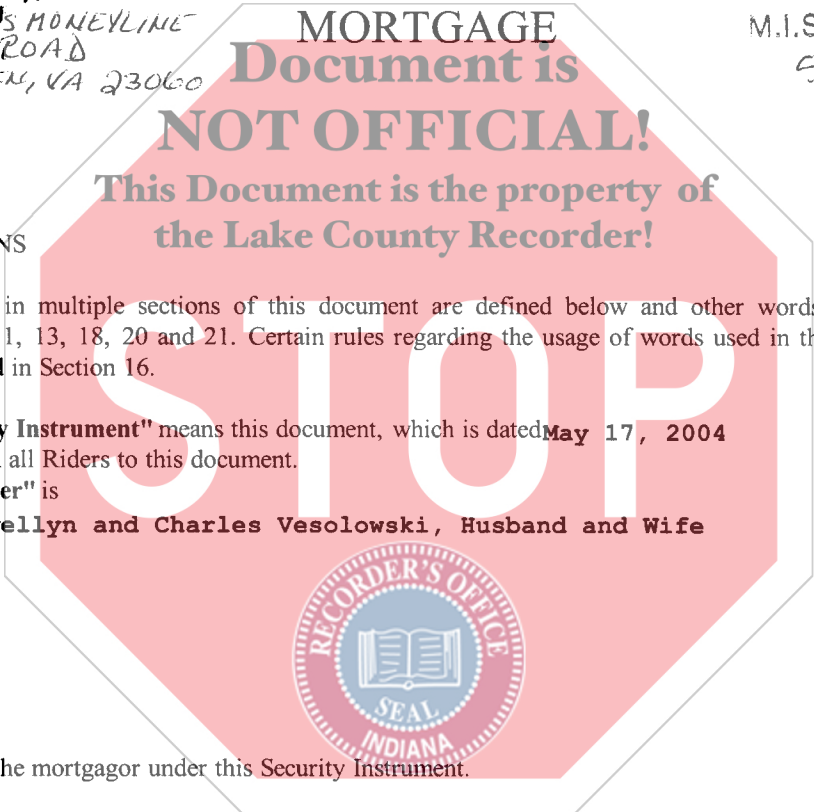 S MONEYLINE
ROAD
EN, VA 23060
MORTGAGE
M.I.S
Document is
NOT OFFICIAL!
This Document is the property of
the Lake County Recorder!
NS
in multiple sections of this document are defined below and other words
1, 13, 18, 20 and 21. Certain rules regarding the usage of words used in th
in Section 16.
STOP
y Instrument" means this document, which is dated May 17, 2004
all Riders to this document.
er" is
ellyn and Charles Vesolowski, Husband and Wife
RECORDER'S OFFICE
SEAL
INDIANA
he mortgagor under this Security Instrument.